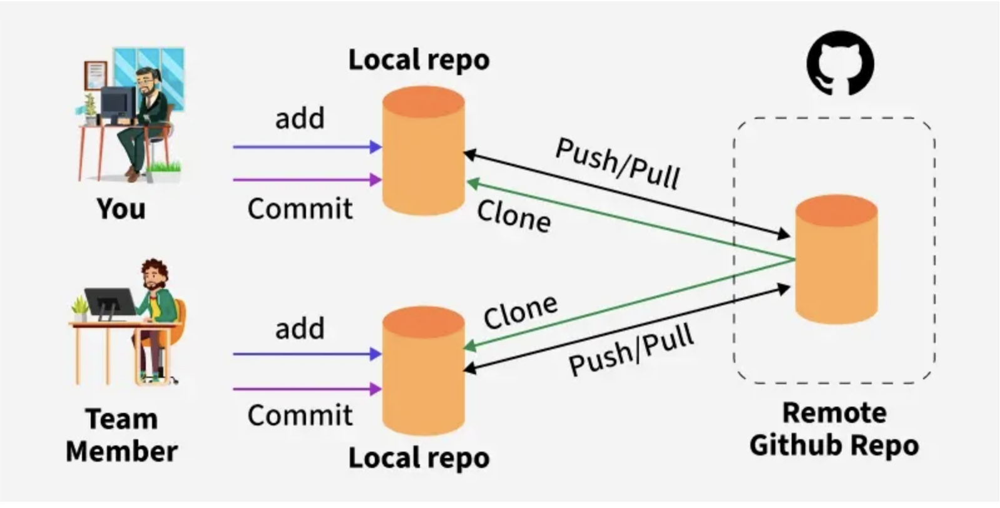 Local repo
add
Push/Pull
You
Commit
Clone
add
Clone
Push/Pull
Team
Member
Commit
Local repo
Remote
Github Repo